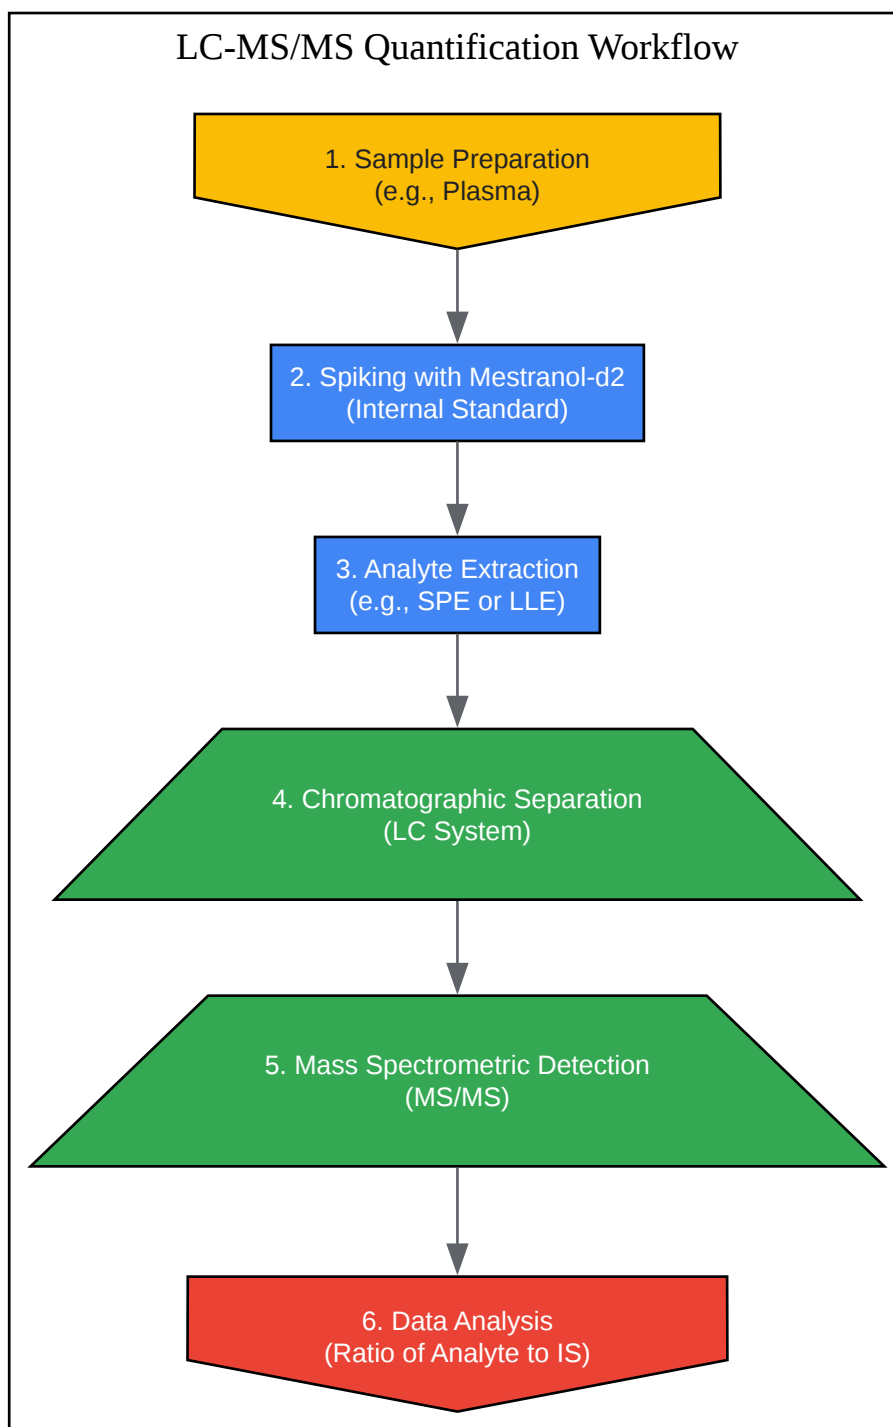 LC-MS/MS Quantification Workflow
1. Sample Preparation
(e.g., Plasma)
2. Spiking with Mestranol-d2
(Internal Standard)
3. Analyte Extraction
(e.g., SPE or LLE)
4. Chromatographic Separation
(LC System)
5. Mass Spectrometric Detection
(MS/MS)
6. Data Analysis
(Ratio of Analyte to IS)